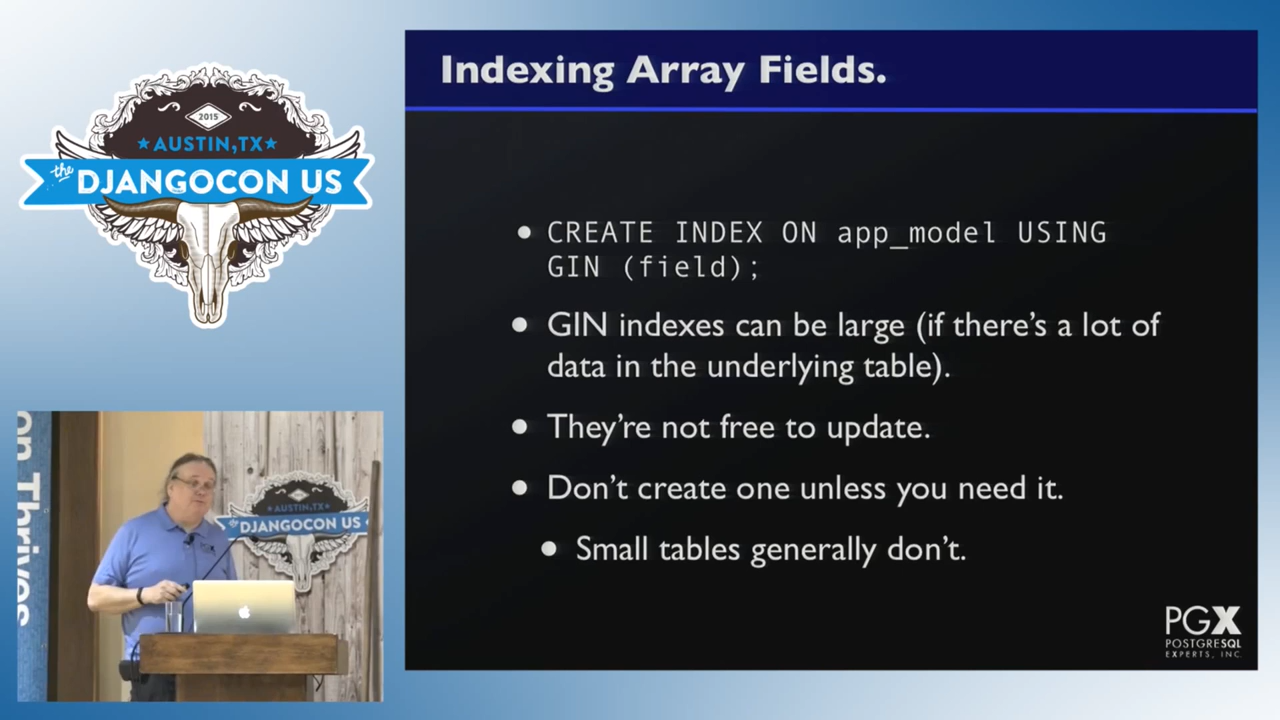 2015
★AUSTIN,TX★
the DJANGOCON US
Indexing Array Fields.
• CREATE INDEX ON app_model USING
GIN (field);
• GIN indexes can be large (if there's a lot of
data in the underlying table).
• They're not free to update.
• Don't create one unless you need it.
• Small tables generally don't.
on Thrives
AUSTIN,TX
the DJANGOCON US
PGX
POSTGRESQL
EXPERTS, INC.